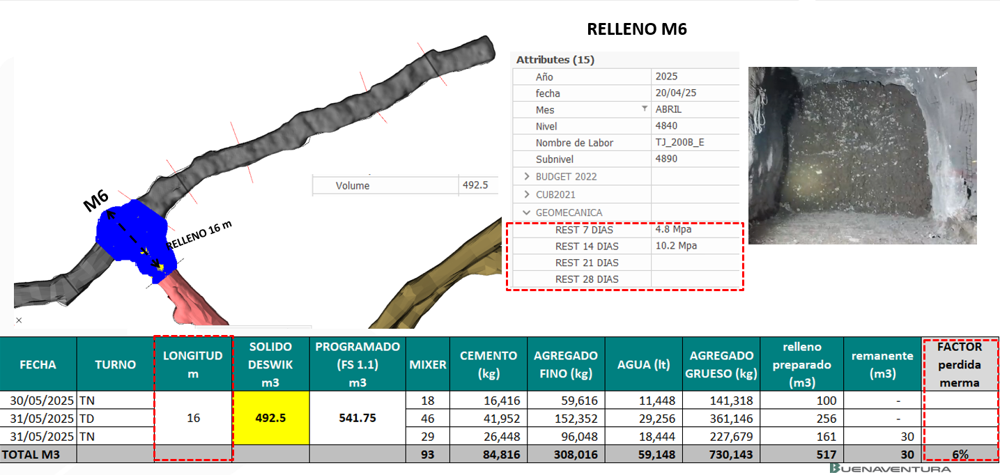 RELLENO M6
M6
RELLENO 16 m
Volume 492.5
Attributes (15)
Año 2025
fecha 20/04/25
Mes ABRIL
Nivel 4840
Nombre de Labor TJ_200B_E
Subnivel 4890
BUDGET 2022
CUB2021
GEOMECANICA
REST 7 DIAS 4.8 Mpa
REST 14 DIAS 10.2 Mpa
REST 21 DIAS
REST 28 DIAS
FECHA TURNO LONGITUD m SOLIDO DESWIK m3 PROGRAMADO (FS 1.1) m3 MIXER CEMENTO (kg) AGREGADO FINO (kg) AGUA (lt) AGREGADO GRUESO (kg) relleno preparado (m3) remanente (m3) FACTOR perdida merma
30/05/2025 TN 18 16,416 59,616 11,448 141,318 100 -
31/05/2025 TD 16 492.5 541.75 46 41,952 152,352 29,256 361,146 256 -
31/05/2025 TN 29 26,448 96,048 18,444 227,679 161 30
TOTAL M3 93 84,816 308,016 59,148 730,143 517 30 6%
BUENAVENTURA